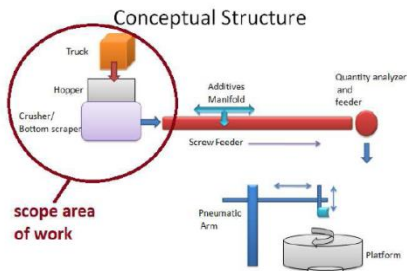 Conceptual Structure
Truck
Hopper
Crusher/
Bottom scraper
Additives
Manifold
Quantity analyzer
and
feeder
Screw Feeder
scope area
of work
Pneumatic
Arm
Platform